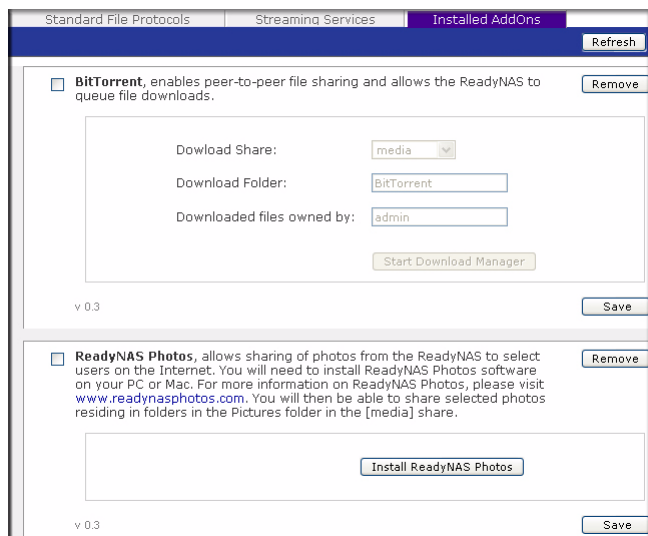 Standard File Protocols
Streaming Services
Installed AddOns
Refresh
BitTorrent, enables peer-to-peer file sharing and allows the ReadyNAS to
queue file downloads.
Remove
Dowload Share:
media
Download Folder:
BitTorrent
Downloaded files owned by:
admin
Start Download Manager
v 0.3
Save
ReadyNAS Photos, allows sharing of photos from the ReadyNAS to select
users on the Internet. You will need to install ReadyNAS Photos software
on your PC or Mac. For more information on ReadyNAS Photos, please visit
www.readynasphotos.com. You will then be able to share selected photos
residing in folders in the Pictures folder in the [media] share.
Remove
Install ReadyNAS Photos
v 0.3
Save